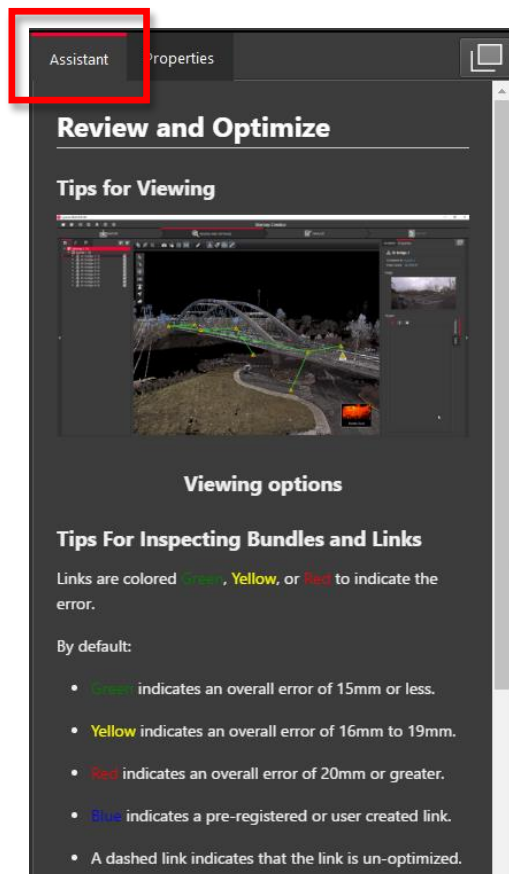 Assistant
Properties
Review and Optimize
Tips for Viewing
Viewing options
Tips For Inspecting Bundles and Links
Links are colored Green, Yellow, or Red to indicate the
error.
By default:
• Green indicates an overall error of 15mm or less.
• Yellow indicates an overall error of 16mm to 19mm.
• Red indicates an overall error of 20mm or greater.
• Blue indicates a pre-registered or user created link.
• A dashed link indicates that the link is un-optimized.